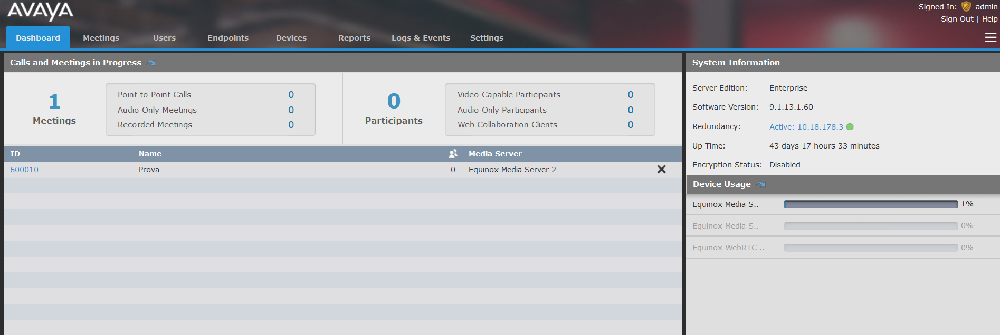 AVAYA
Signed In: admin
Sign Out | Help
Dashboard Meetings Users Endpoints Devices Reports Logs & Events Settings
Calls and Meetings in Progress
1
Meetings
Point to Point Calls 0
Audio Only Meetings 0
Recorded Meetings 0
0
Participants
Video Capable Participants 0
Audio Only Participants 0
Web Collaboration Clients 0
ID Name Media Server
600010 Prova 0 Equinox Media Server 2
System Information
Server Edition: Enterprise
Software Version: 9.1.13.1.60
Redundancy: Active: 10.18.178.3
Up Time: 43 days 17 hours 33 minutes
Encryption Status: Disabled
Device Usage
Equinox Media S.. 1%
Equinox Media S.. 0%
Equinox WebRTC .. 0%